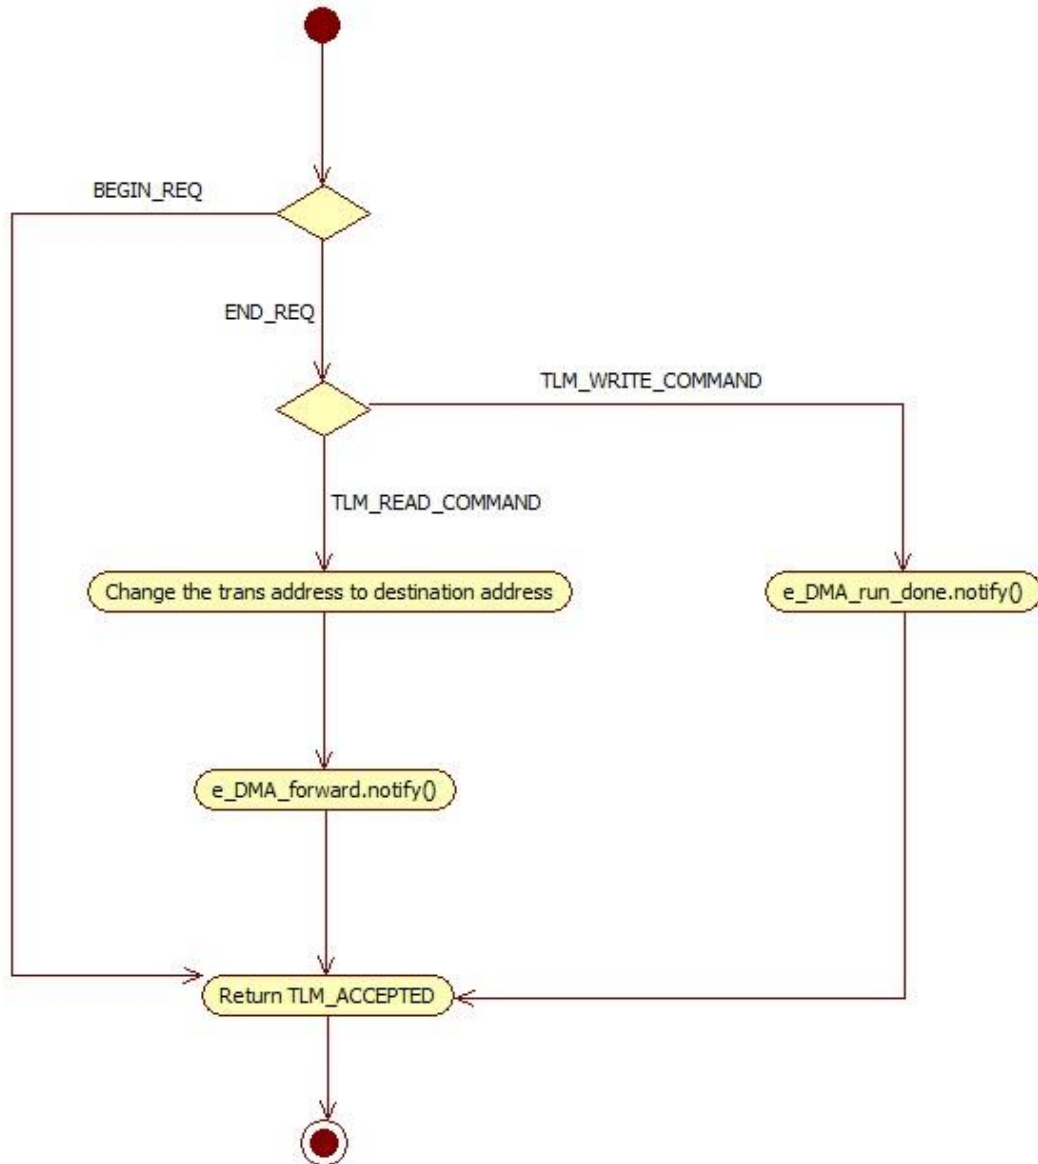 BEGIN_REQ
END_REQ
TLM_WRITE_COMMAND
TLM_READ_COMMAND
Change the trans address to destination address
e_DMA_run_done.notify()
e_DMA_forward.notify()
Return TLM_ACCEPTED